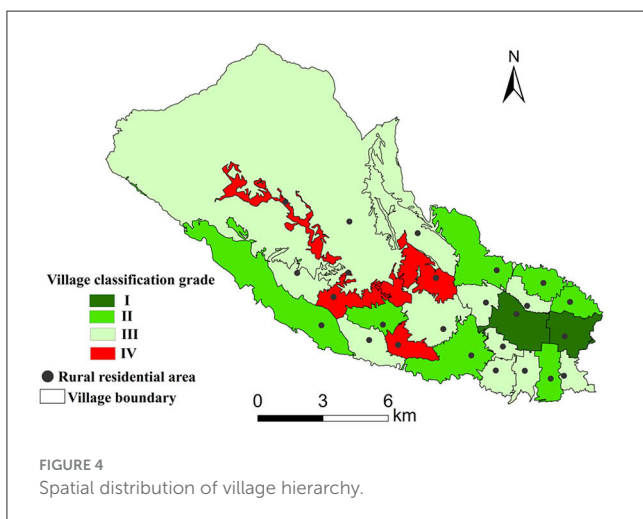 N
Village classification grade
I
II
III
IV
Rural residential area
Village boundary
0 3 6
km
FIGURE 4
Spatial distribution of village hierarchy.